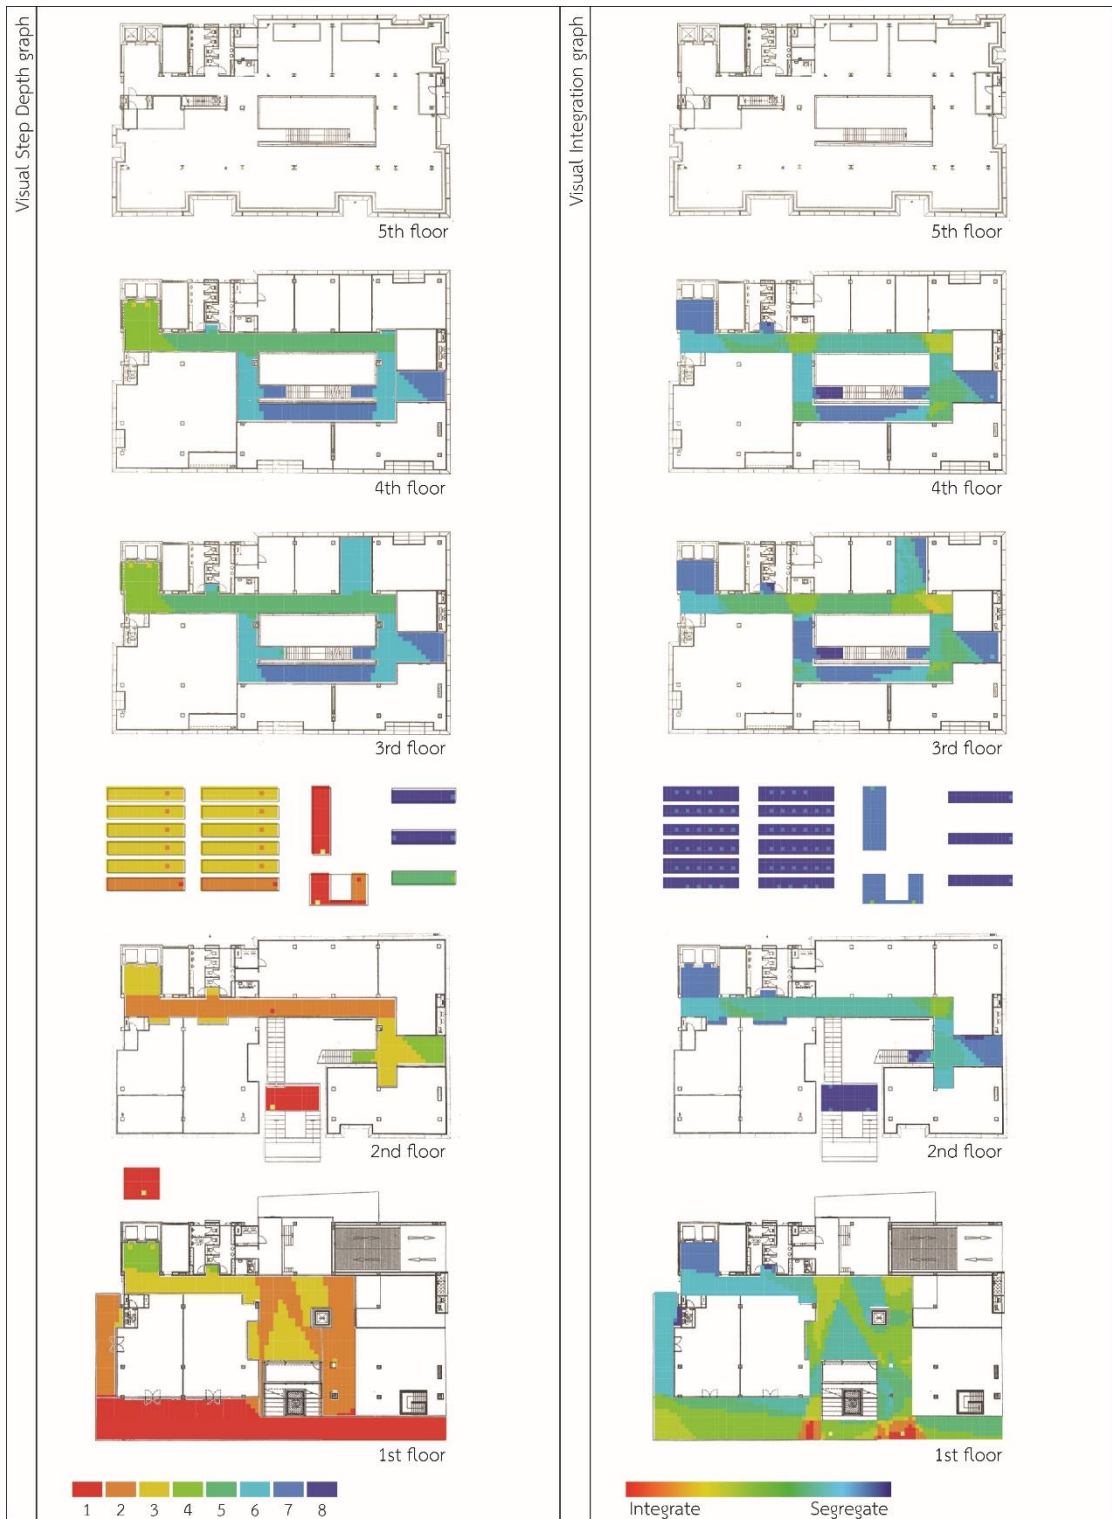 Visual Step Depth graph
5th floor
4th floor
3rd floor
2nd floor
1st floor
1 2 3 4 5 6 7 8
Visual Integration graph
5th floor
4th floor
3rd floor
2nd floor
1st floor
Integrate Segregate